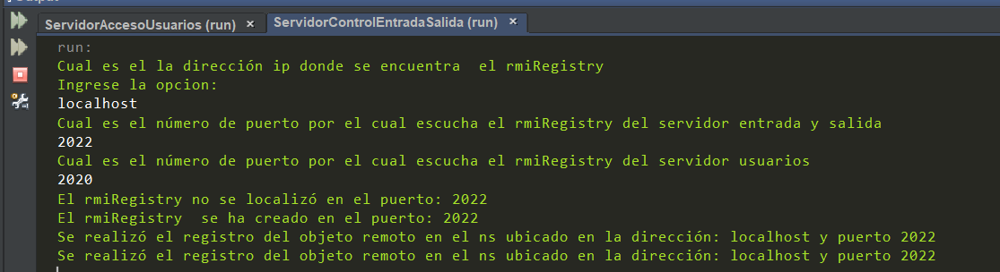 ServidorAccesoUsuarios (run) × ServidorControlEntradaSalida (run) ×
run:
Cual es el la dirección ip donde se encuentra  el rmiRegistry
Ingrese la opcion:
localhost
Cual es el número de puerto por el cual escucha el rmiRegistry del servidor entrada y salida
2022
Cual es el número de puerto por el cual escucha el rmiRegistry del servidor usuarios
2020
El rmiRegistry no se localizó en el puerto: 2022
El rmiRegistry  se ha creado en el puerto: 2022
Se realizó el registro del objeto remoto en el ns ubicado en la dirección: localhost y puerto 2022
Se realizó el registro del objeto remoto en el ns ubicado en la dirección: localhost y puerto 2022